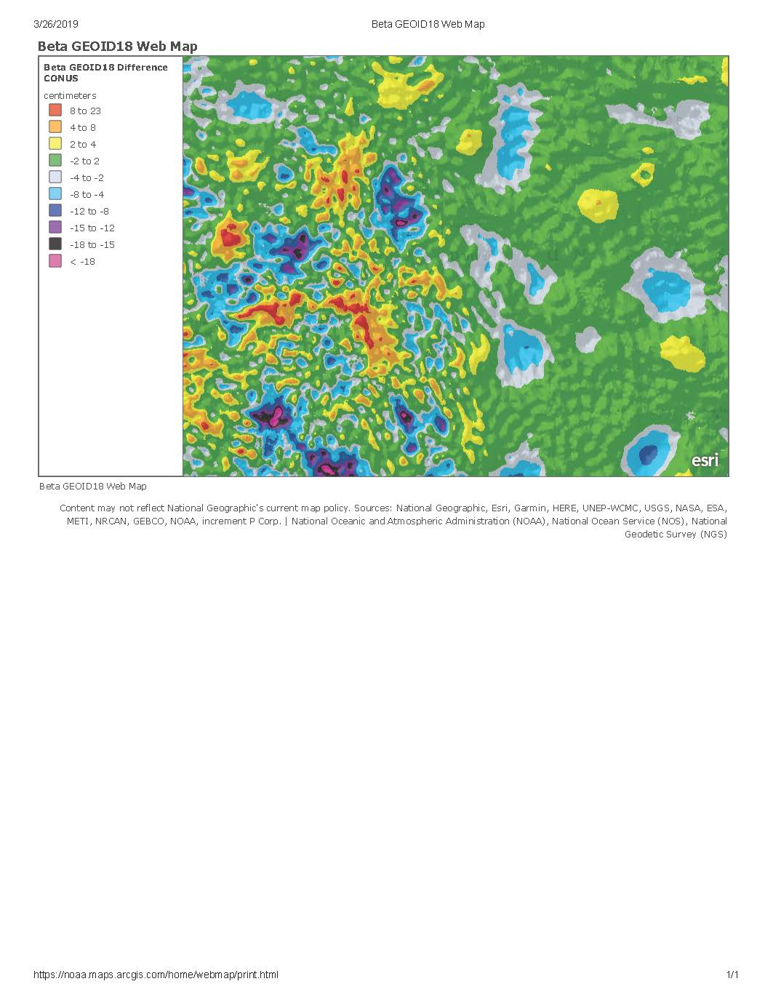 3/26/2019
Beta GEOID18 Web Map
Beta GEOID18 Web Map
Beta GEOID18 Difference
CONUS
centimeters
8 to 23
4 to 8
2 to 4
-2 to 2
-4 to -2
-8 to -4
-12 to -8
-15 to -12
-18 to -15
< -18
esri
Beta GEOID18 Web Map
Content may not reflect National Geographic's current map policy. Sources: National Geographic, Esri, Garmin, HERE, UNEP-WCMC, USGS, NASA, ESA,
METI, NRCAN, GEBCO, NOAA, increment P Corp. | National Oceanic and Atmospheric Administration (NOAA), National Ocean Service (NOS), National
Geodetic Survey (NGS)
https://noaa.maps.arcgis.com/home/webmap/print.html
1/1